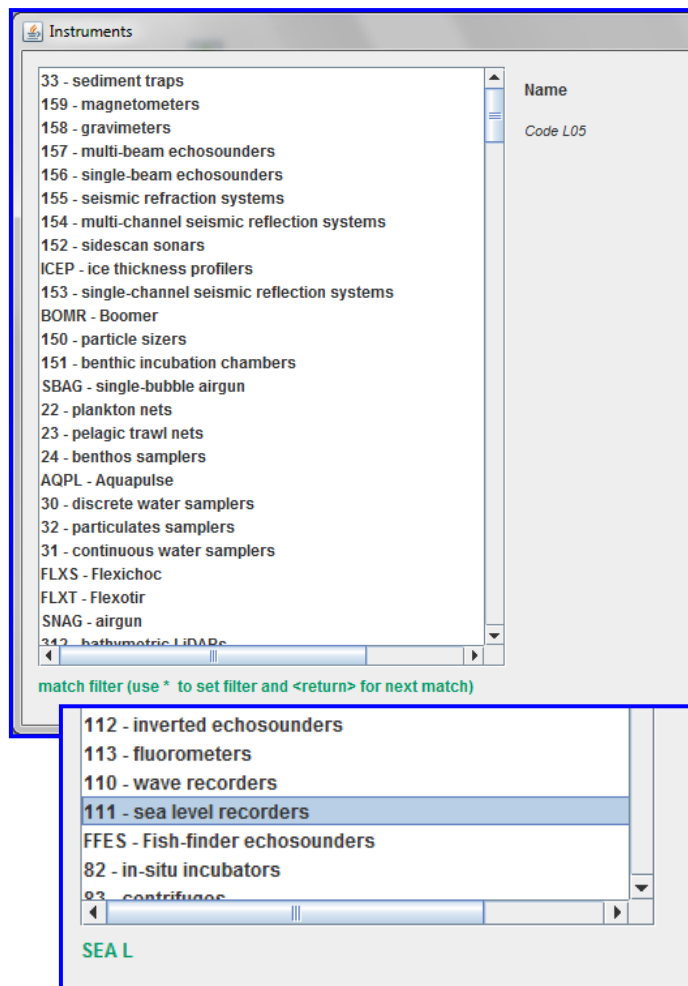 Instruments
33 - sediment traps
159 - magnetometers
158 - gravimeters
157 - multi-beam echosounders
156 - single-beam echosounders
155 - seismic refraction systems
154 - multi-channel seismic reflection systems
152 - sidescan sonars
ICEP - ice thickness profilers
153 - single-channel seismic reflection systems
BOMR - Boomer
150 - particle sizers
151 - benthic incubation chambers
SBAG - single-bubble airgun
22 - plankton nets
23 - pelagic trawl nets
24 - benthos samplers
AQPL - Aquapulse
30 - discrete water samplers
32 - particulates samplers
31 - continuous water samplers
FLXS - Flexichoc
FLXT - Flexotir
SNAG - airgun
312 - bathymetric LiDARs
Name
Code L05
match filter (use * to set filter and <return> for next match)
112 - inverted echosounders
113 - fluorometers
110 - wave recorders
111 - sea level recorders
FFES - Fish-finder echosounders
82 - in-situ incubators
83 - centrifuges
SEA L